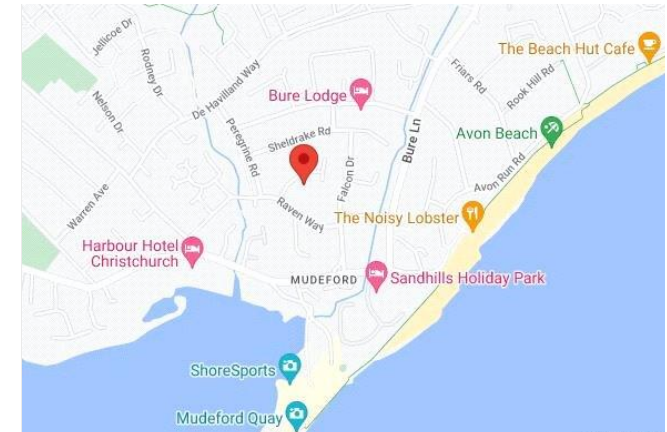 Jellicoe Dr
Rodney Dr
The Beach Hut Cafe
De Havilland Way
Friars Rd
Rook Hill Rd
Nelson Dr
Bure Lodge
Peregrine Rd
Sheldrake Rd
Bure Ln
Avon Beach
Falcon Dr
Avon Run Rd
Warren Ave
Raven Way
The Noisy Lobster
Harbour Hotel
Christchurch
MUDEFORD
Sandhills Holiday Park
ShoreSports
Mudeford Quay